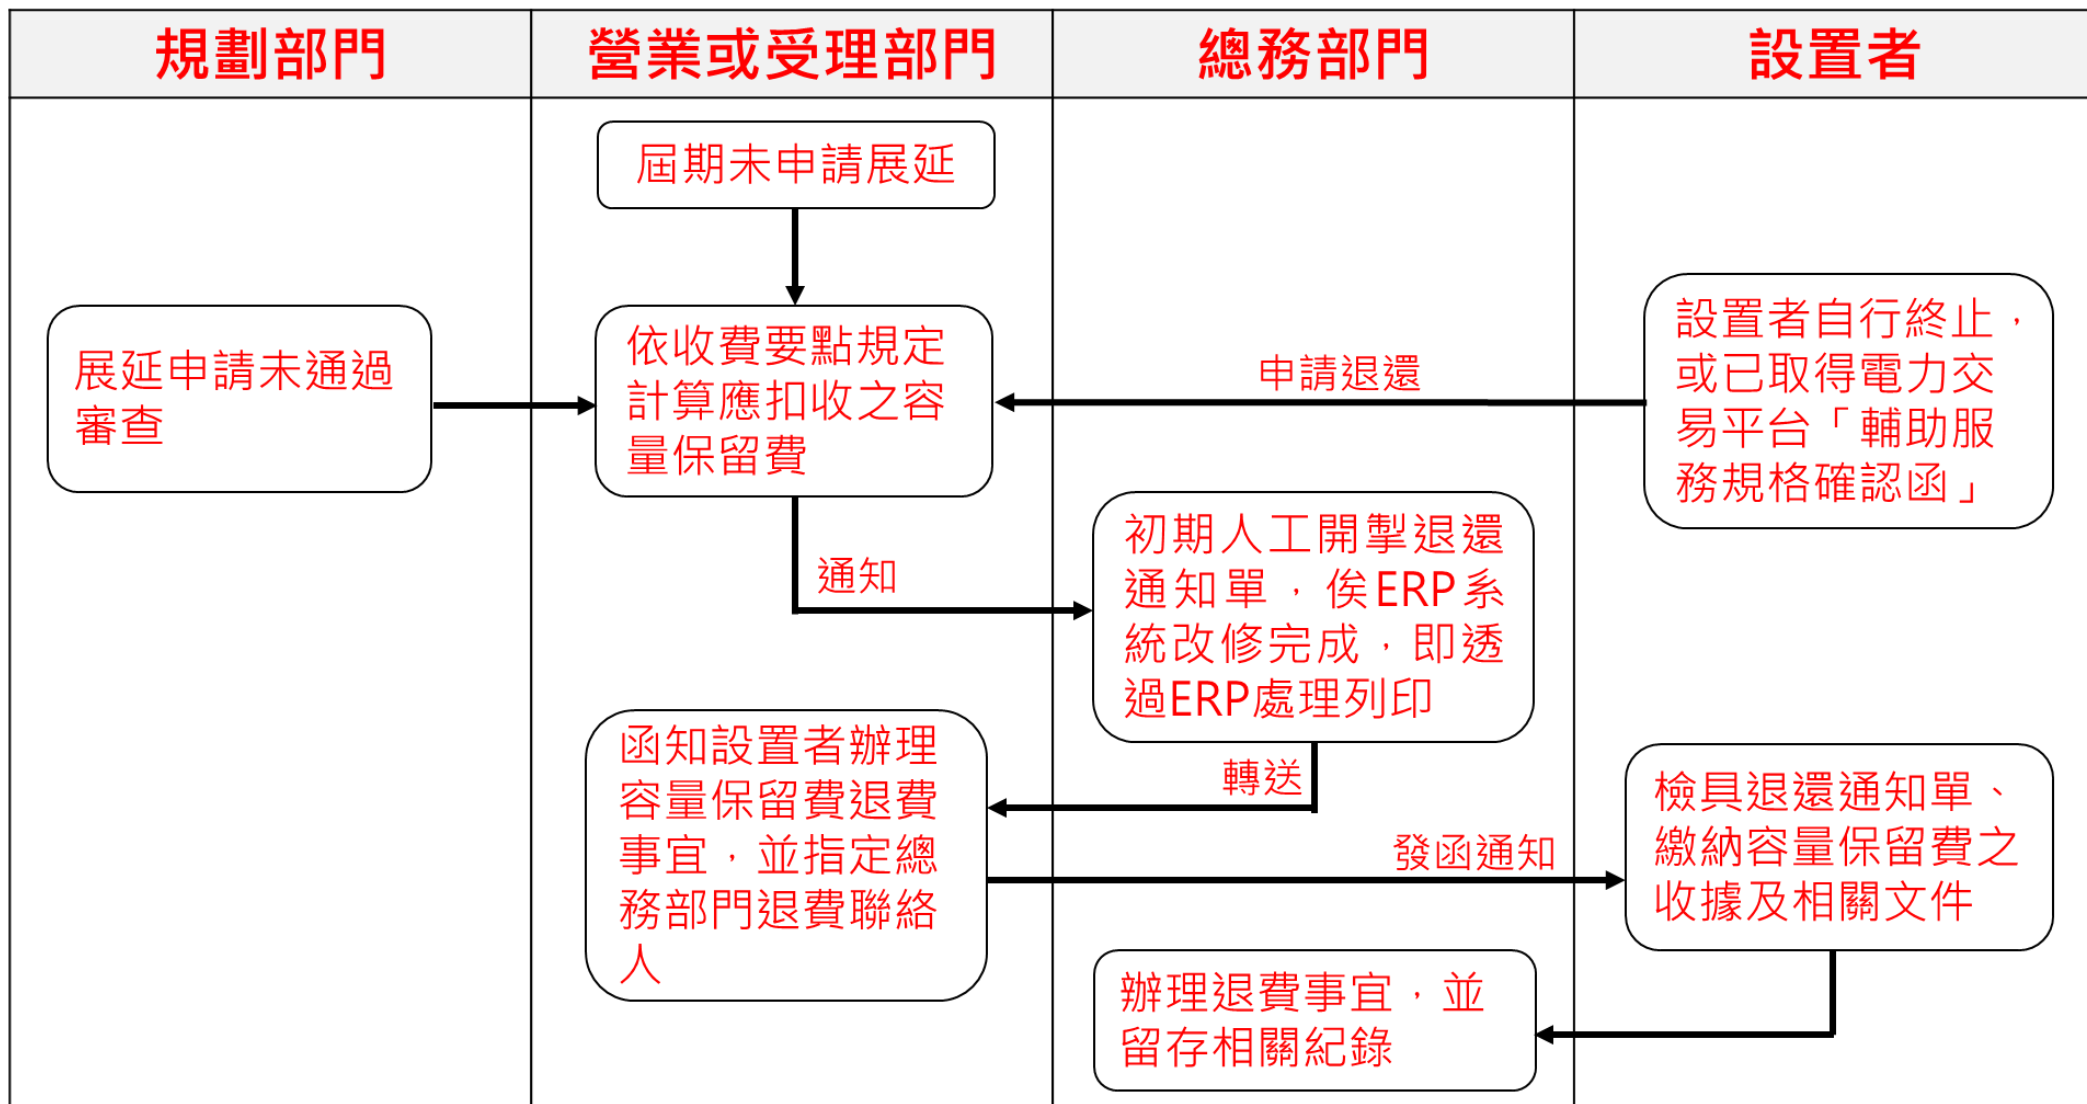 規劃部門
營業或受理部門
總務部門
設置者
屆期未申請展延
展延申請未通過
審查
依收費要點規定
計算應扣收之容
量保留費
申請退還
設置者自行終止，
或已取得電力交
易平台「輔助服
務規格確認函」
通知
初期人工開掣退還
通知單，俟ERP系
統改修完成，即透
過ERP處理列印
轉送
函知設置者辦理
容量保留費退費
事宜，並指定總
務部門退費聯絡
人
發函通知
檢具退還通知單、
繳納容量保留費之
收據及相關文件
辦理退費事宜，並
留存相關紀錄